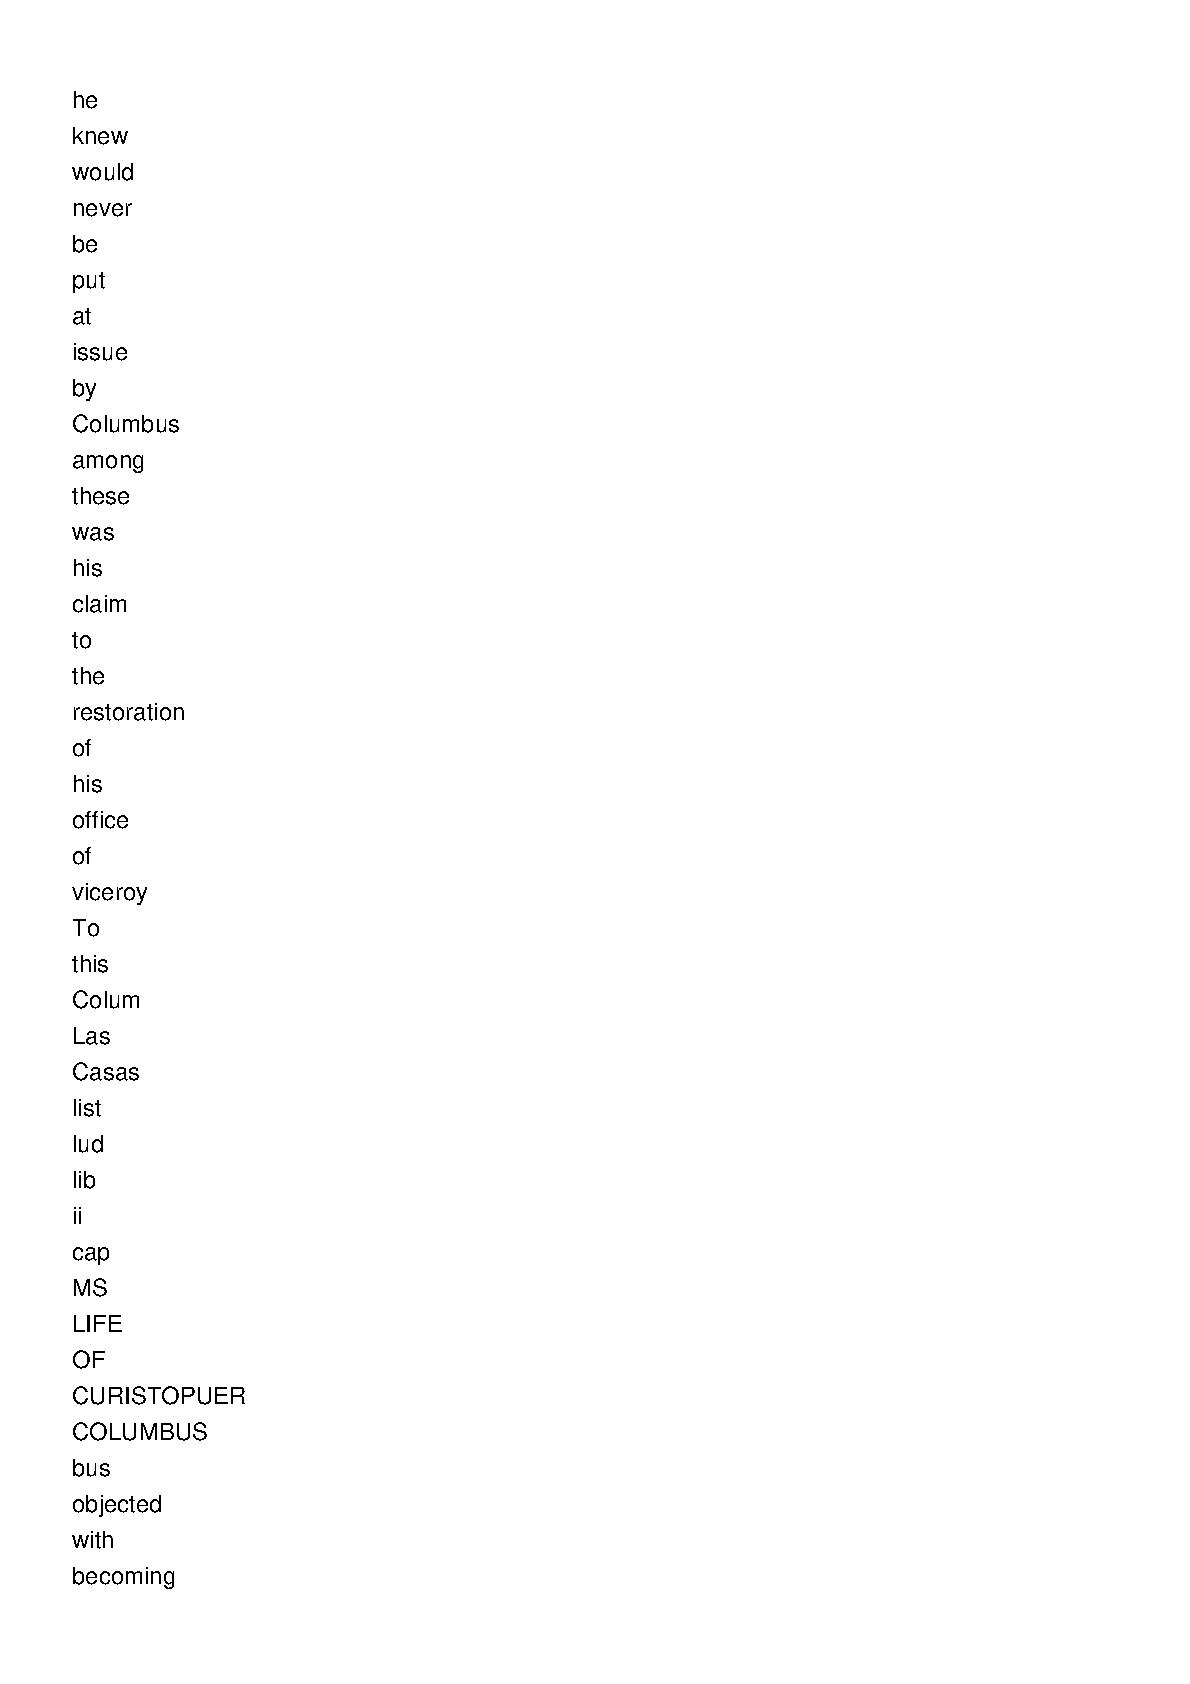 he
knew
would
never
be
put
at
issue
by
Columbus
among
these
was
his
claim
to
the
restoration
of
his
office
of
viceroy
To
this
Colum
Las
Casas
list
lud
lib
ii
cap
MS
LIFE
OF
CURISTOPUER
COLUMBUS
bus
objected
with
becoming